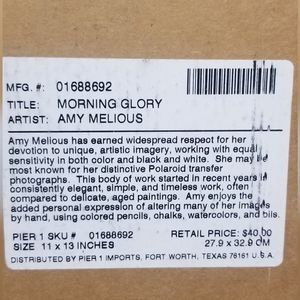 MFG. #: 01688692
TITLE: MORNING GLORY
ARTIST: AMY MELIOUS
Amy Melious has earned widespread respect for her
devotion to unique, artistic imagery, working with equal
sensitivity in both color and black and white. She may be
most known for her distinctive Polaroid transfer
photographs. This body of work started in recent years is
consistently elegant, simple, and timeless work, often
compared to delicate, aged paintings. Amy enjoys the
added personal expression of altering many of her images
by hand, using colored pencils, chalks, watercolors, and oils.
PIER 1 SKU # 01688692 RETAIL PRICE: $40.00
SIZE 11 x 13 INCHES 27.9 x 32.9 CM
DISTRIBUTED BY PIER 1 IMPORTS, FORT WORTH, TEXAS 76161 U.S.A.